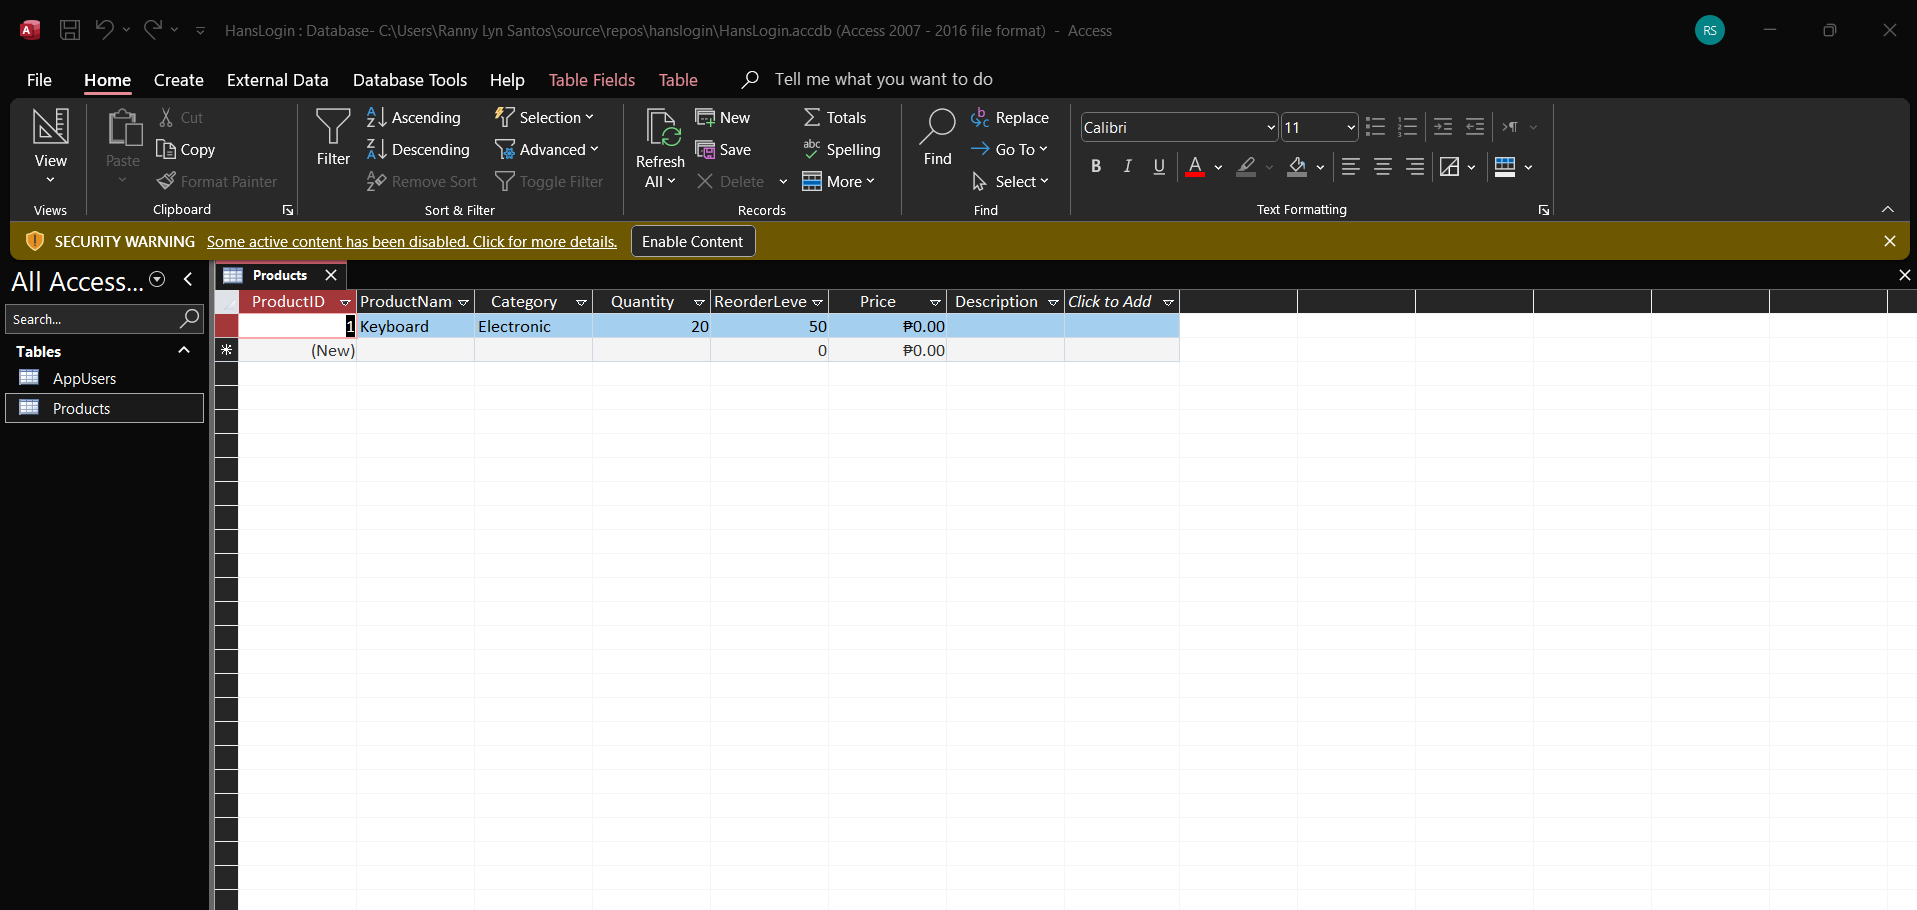 HansLogin : Database- C:\Users\Ranny Lyn Santos\source\repos\hanslogin\HansLogin.accdb (Access 2007 - 2016 file format) - Access
RS
File Home Create External Data Database Tools Help Table Fields Table Tell me what you want to do
View
Views
Paste
Cut
Copy
Format Painter
Clipboard
Filter
Ascending
Descending
Remove Sort
Selection
Advanced
Toggle Filter
Sort & Filter
Refresh
All
New
Save
Delete
Totals
Spelling
More
Records
Find
Replace
Go To
Select
Find
Calibri 11
B I U A
Text Formatting
SECURITY WARNING Some active content has been disabled. Click for more details. Enable Content
All Access...
Search...
Tables
AppUsers
Products
Products
ProductID ProductNam Category Quantity ReorderLeve Price Description Click to Add
1 Keyboard Electronic 20 50 ₱0.00
(New) 0 ₱0.00